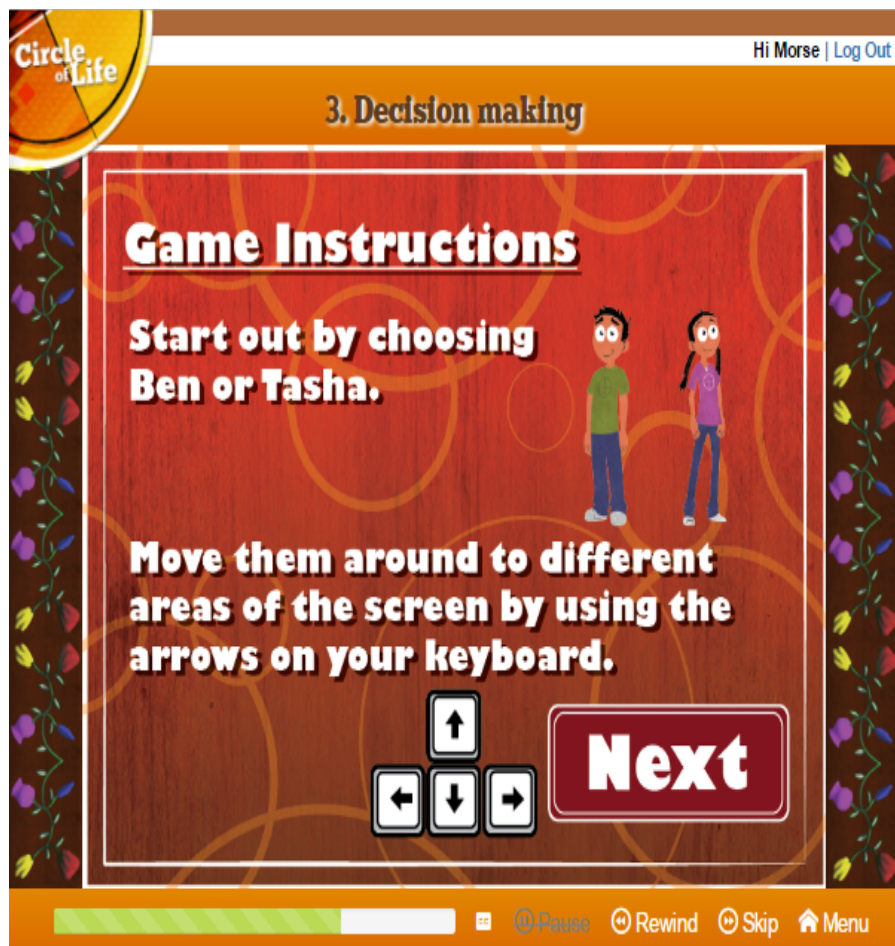 Circle
of Life
Hi Morse | Log Out
3. Decision making
Game Instructions
Start out by choosing
Ben or Tasha.
Move them around to different
areas of the screen by using the
arrows on your keyboard.
Next
cc Pause Rewind Skip Menu